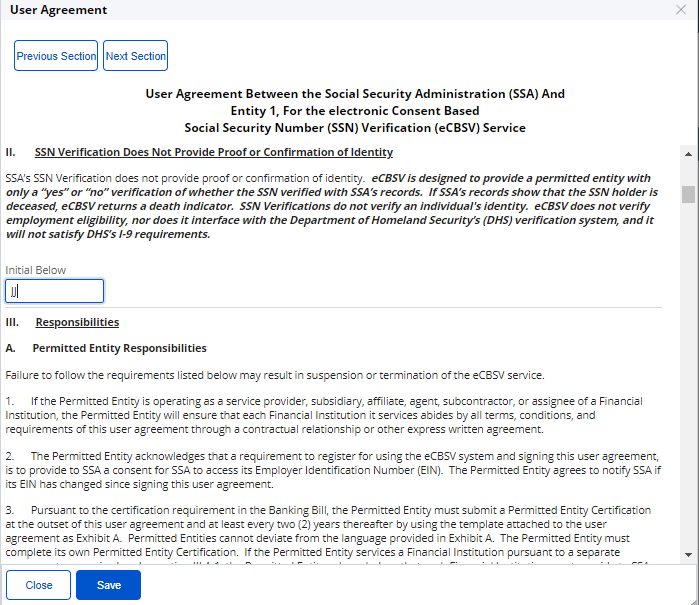 User Agreement
Previous Section Next Section
User Agreement Between the Social Security Administration (SSA) And
Entity 1, For the electronic Consent Based
Social Security Number (SSN) Verification (eCBSV) Service
II. SSN Verification Does Not Provide Proof or Confirmation of Identity
SSA's SSN Verification does not provide proof or confirmation of identity. eCBSV is designed to provide a permitted entity with
only a “yes” or “no” verification of whether the SSN verified with SSA's records. If SSA's records show that the SSN holder is
deceased, eCBSV returns a death indicator. SSN Verifications do not verify an individual's identity. eCBSV does not verify
employment eligibility, nor does it interface with the Department of Homeland Security's (DHS) verification system, and it
will not satisfy DHS's I-9 requirements.
Initial Below
JJ
III. Responsibilities
A. Permitted Entity Responsibilities
Failure to follow the requirements listed below may result in suspension or termination of the eCBSV service.
1. If the Permitted Entity is operating as a service provider, subsidiary, affiliate, agent, subcontractor, or assignee of a Financial
Institution, the Permitted Entity will ensure that each Financial Institution it services abides by all terms, conditions, and
requirements of this user agreement through a contractual relationship or other express written agreement.
2. The Permitted Entity acknowledges that a requirement to register for using the eCBSV system and signing this user agreement,
is to provide to SSA a consent for SSA to access its Employer Identification Number (EIN). The Permitted Entity agrees to notify SSA if
its EIN has changed since signing this user agreement.
3. Pursuant to the certification requirement in the Banking Bill, the Permitted Entity must submit a Permitted Entity Certification
at the outset of this user agreement and at least every two (2) years thereafter by using the template attached to the user
agreement as Exhibit A. Permitted Entities cannot deviate from the language provided in Exhibit A. The Permitted Entity must
complete its own Permitted Entity Certification. If the Permitted Entity services a Financial Institution pursuant to a separate
Close Save